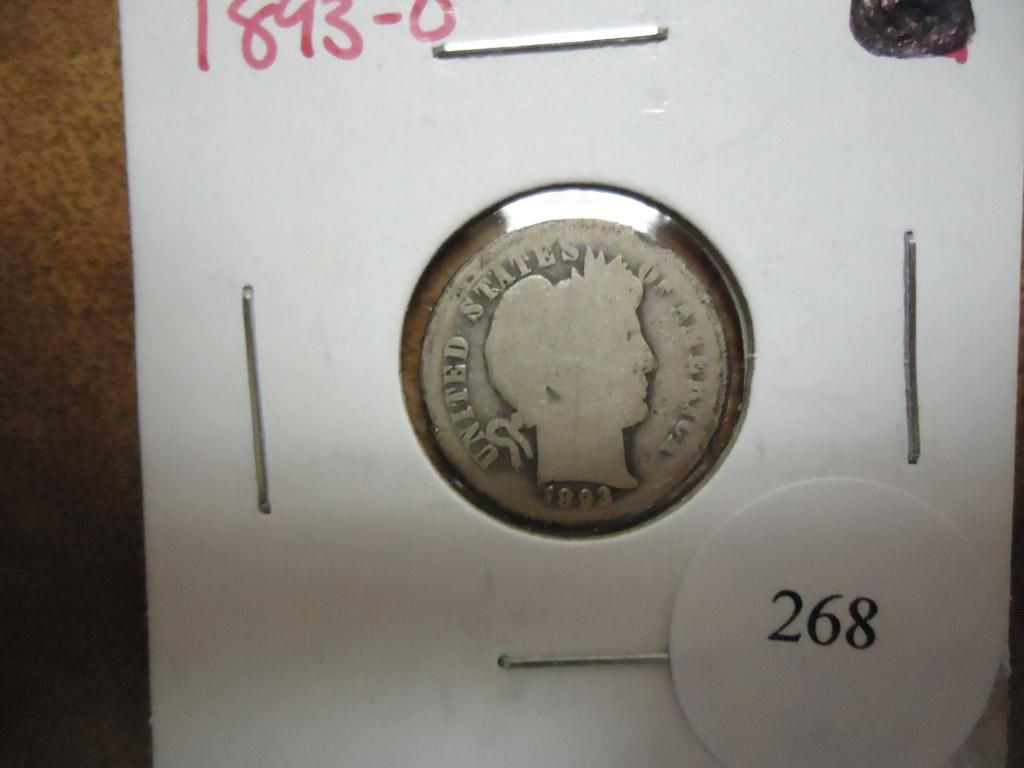 1893-O
UNITED STATES OF AMERICA
1893
268